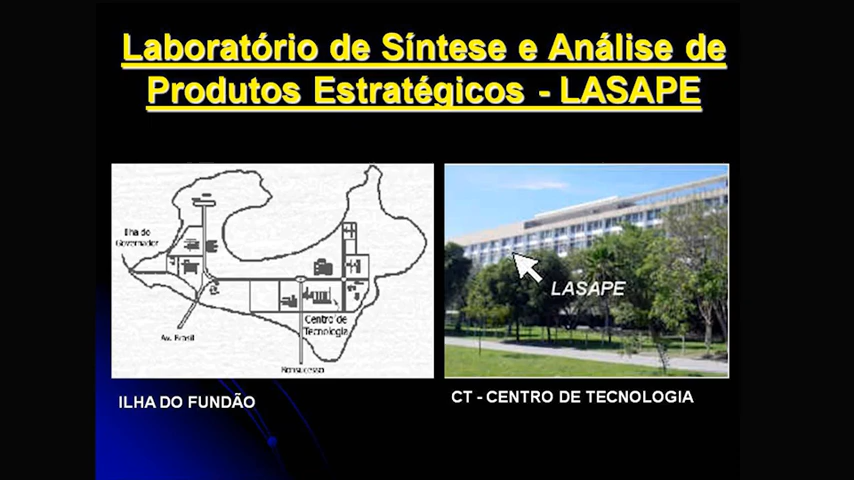 Laboratório de Síntese e Análise de
Produtos Estratégicos - LASAPE
Ilha do
Governador
Av. Brasil
Centro de
Tecnologia
Bonsucesso
LASAPE
ILHA DO FUNDÃO
CT - CENTRO DE TECNOLOGIA